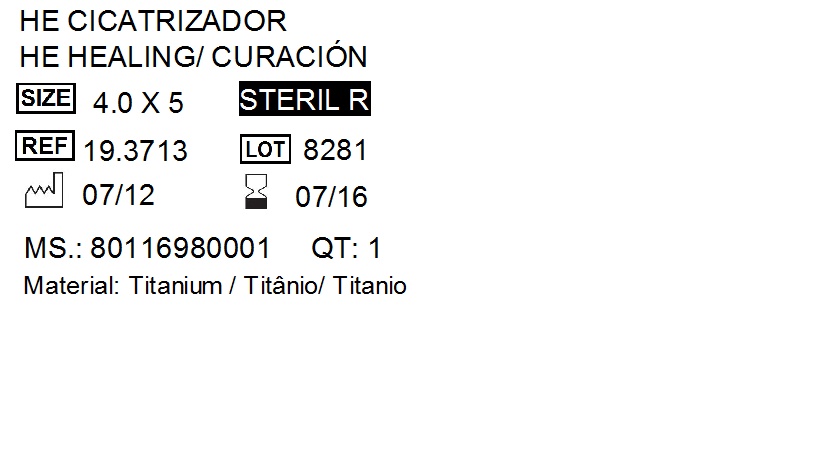 HE CICATRIZADOR
HE HEALING/ CURACIÓN
SIZE 4.0 X 5 STERIL R
REF 19.3713 LOT 8281
07/12 07/16
MS.: 80116980001 QT: 1
Material: Titanium / Titânio/ Titanio